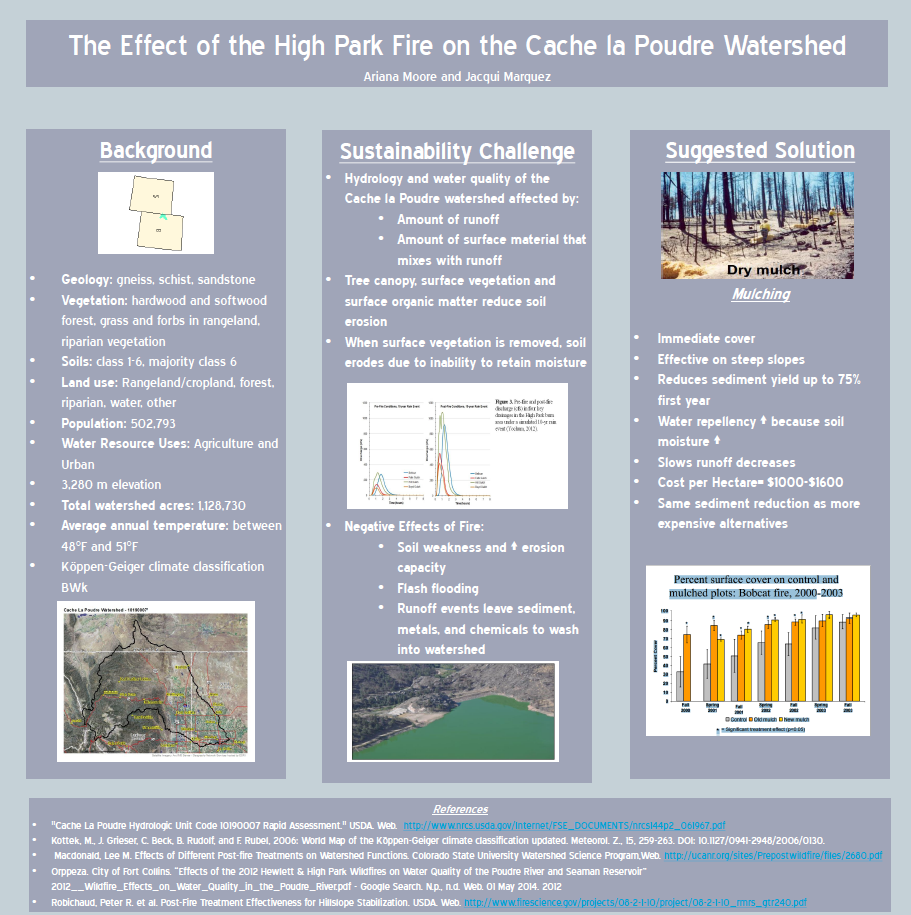 The Effect of the High Park Fire on the Cache la Poudre Watershed
Ariana Moore and Jacqui Marquez
Background
• Geology: gneiss, schist, sandstone
• Vegetation: hardwood and softwood
forest, grass and forbs in rangeland,
riparian vegetation
• Soils: class 1-6, majority class 6
• Land use: Rangeland/cropland, forest,
riparian, water, other
• Population: 502,793
• Water Resource Uses: Agriculture and
Urban
• 3,280 m elevation
• Total watershed acres: 1,128,730
• Average annual temperature: between
48°F and 51°F
• Köppen-Geiger climate classification
BWk
Cache La Poudre Watershed - 10190007
Sustainability Challenge
• Hydrology and water quality of the
Cache la Poudre watershed affected by:
• Amount of runoff
• Amount of surface material that
mixes with runoff
• Tree canopy, surface vegetation and
surface organic matter reduce soil
erosion
• When surface vegetation is removed, soil
erodes due to inability to retain moisture
Figure 3. Pre-fire and post-fire
discharge (cfs) in four key
drainages in the High Park burn
area under a simulated 10-yr rain
event (Yochum, 2012).
• Negative Effects of Fire:
• Soil weakness and ↑ erosion
capacity
• Flash flooding
• Runoff events leave sediment,
metals, and chemicals to wash
into watershed
Suggested Solution
Dry mulch
Mulching
• Immediate cover
• Effective on steep slopes
• Reduces sediment yield up to 75%
first year
• Water repellency ↑ because soil
moisture ↑
• Slows runoff decreases
• Cost per Hectare= $1000-$1600
• Same sediment reduction as more
expensive alternatives
Percent surface cover on control and
mulched plots: Bobcat fire, 2000-2003
Percent Cover
100
90
80
70
60
50
40
30
20
10
0
Fall 2000 Spring 2001 Fall 2001 Spring 2002 Fall 2002 Spring 2003 Fall 2003
Control Old mulch New mulch
* = Significant treatment effect (p<0.05)
References
• "Cache La Poudre Hydrologic Unit Code 10190007 Rapid Assessment." USDA. Web. http://www.nrcs.usda.gov/Internet/FSE_DOCUMENTS/nrcs144p2_061967.pdf
• Kottek, M., J. Grieser, C. Beck, B. Rudolf, and F. Rubel, 2006: World Map of the Köppen-Geiger climate classification updated. Meteorol. Z., 15, 259-263. DOI: 10.1127/0941-2948/2006/0130.
• Macdonald, Lee M. Effects of Different Post-fire Treatments on Watershed Functions. Colorado State University Watershed Science Program,Web. http://ucanr.org/sites/Prepostwildfire/files/2680.pdf
• Orppeza. City of Fort Collins. "Effects of the 2012 Hewlett & High Park Wildfires on Water Quality of the Poudre River and Seaman Reservoir"
2012__Wildfire_Effects_on_Water_Quality_in_the_Poudre_River.pdf - Google Search. N.p., n.d. Web. 01 May 2014. 2012
• Robichaud, Peter R. et al. Post-Fire Treatment Effectiveness for Hillslope Stabilization. USDA. Web. http://www.firescience.gov/projects/08-2-1-10/project/08-2-1-10_rmrs_gtr240.pdf